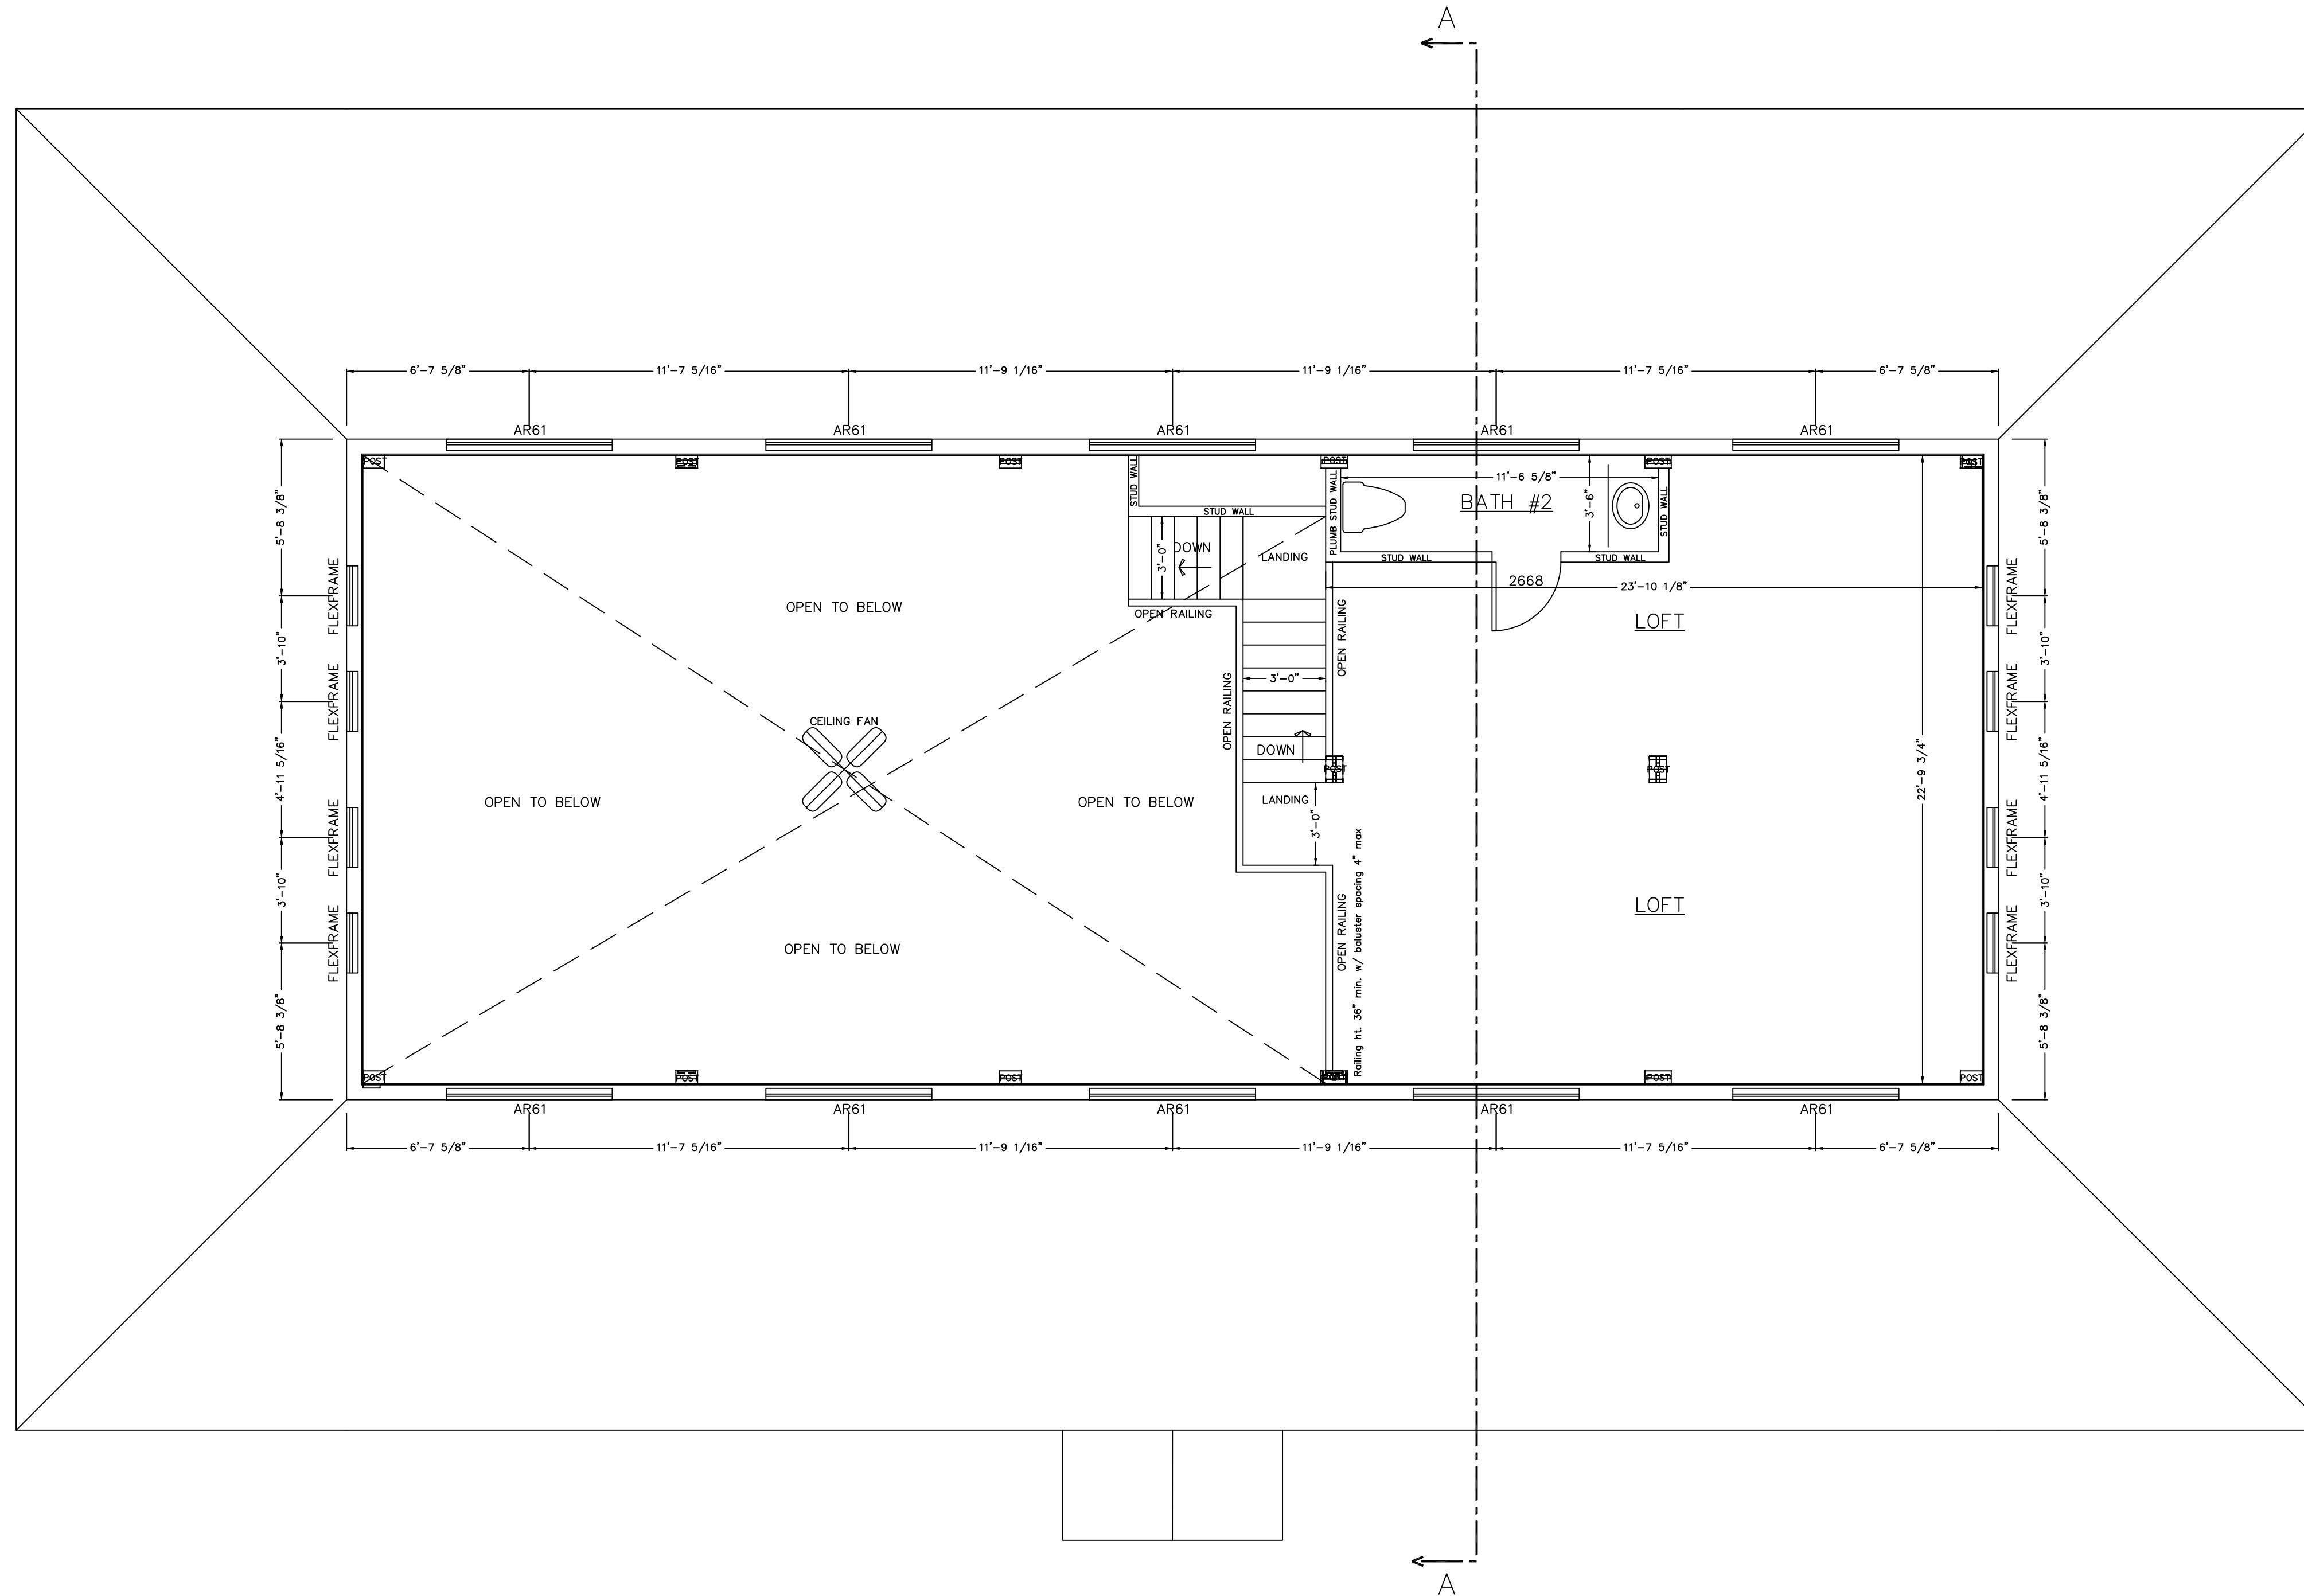 A
6'-7 5/8" 11'-7 5/16" 11'-9 1/16" 11'-9 1/16" 11'-7 5/16" 6'-7 5/8"
AR61 AR61 AR61 AR61 AR61
POST POST POST POST POST POST
STUD WALL
STUD WALL
PLUMB STUD WALL
11'-6 5/8"
BATH #2
3'-6"
STUD WALL
STUD WALL STUD WALL
DOWN
3'-0"
LANDING
OPEN RAILING
2668
23'-10 1/8"
LOFT
OPEN RAILING
OPEN RAILING
3'-0"
DOWN
POST POST
LANDING
3'-0"
22'-9 3/4"
OPEN TO BELOW
CEILING FAN
OPEN TO BELOW
OPEN TO BELOW
OPEN TO BELOW
LOFT
OPEN RAILING
Railing ht. 36" min. w/ baluster spacing 4" max
5'-8 3/8"
3'-10"
4'-11 5/16"
3'-10"
5'-8 3/8"
FLEXFRAME
FLEXFRAME
FLEXFRAME
FLEXFRAME
FLEXFRAME
FLEXFRAME
FLEXFRAME
FLEXFRAME
5'-8 3/8"
3'-10"
4'-11 5/16"
3'-10"
5'-8 3/8"
POST POST POST POST POST POST
AR61 AR61 AR61 AR61 AR61
6'-7 5/8" 11'-7 5/16" 11'-9 1/16" 11'-9 1/16" 11'-7 5/16" 6'-7 5/8"
A